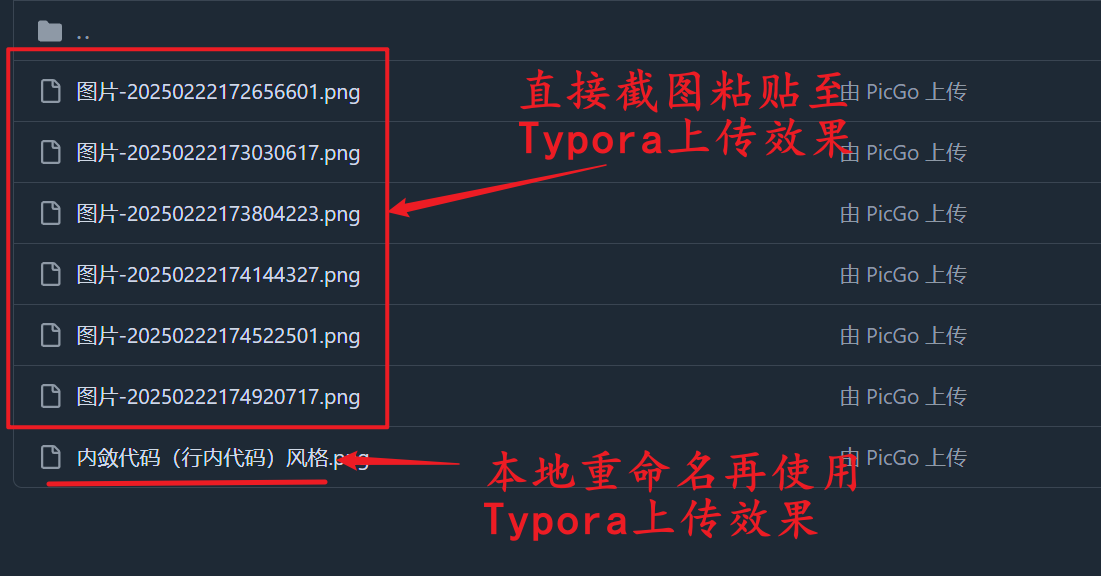 ..
图片-20250222172656601.png 由 PicGo 上传
直接截图粘贴至
Typora上传效果
图片-20250222173030617.png 由 PicGo 上传
图片-20250222173804223.png 由 PicGo 上传
图片-20250222174144327.png 由 PicGo 上传
图片-20250222174522501.png 由 PicGo 上传
图片-20250222174920717.png 由 PicGo 上传
内敛代码（行内代码）风格.png 由 PicGo 上传
本地重命名再使用
Typora上传效果